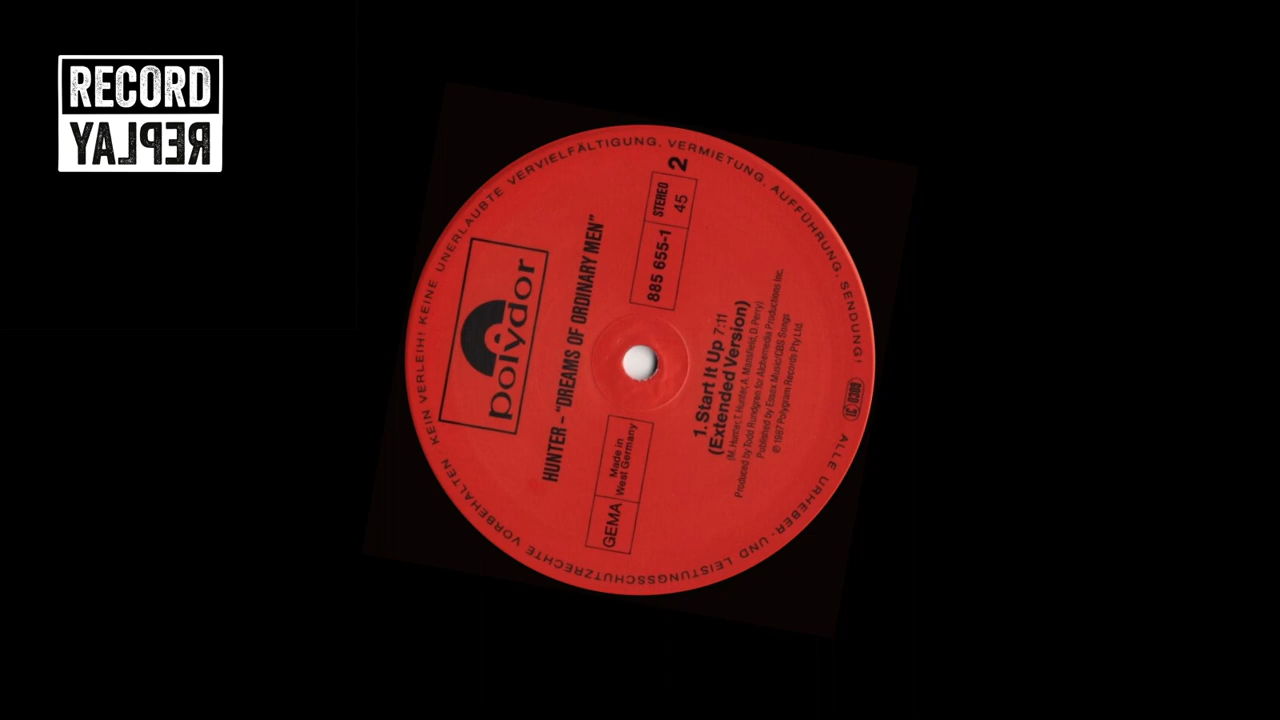 RECORD
REPLAY
ALLE URHEBER- UND LEISTUNGSSCHUTZRECHTE VORBEHALTEN · KEIN VERLEIH! KEINE UNERLAUBTE VERVIELFÄLTIGUNG, VERMIETUNG, AUFFÜHRUNG, SENDUNG!
polydor
HUNTER – "DREAMS OF ORDINARY MEN"
GEMA
Made in
West Germany
885 655-1
STEREO
45
2
1. Start It Up 7:11
(Extended Version)
(M. Hunter, T. Hunter, A. Mansfield, D. Perry)
Produced by Todd Rundgren for Alchemedia Productions Inc.
Published by Essex Music/CBS Songs
℗ 1987 Polygram Records Pty Ltd.
LC 0309